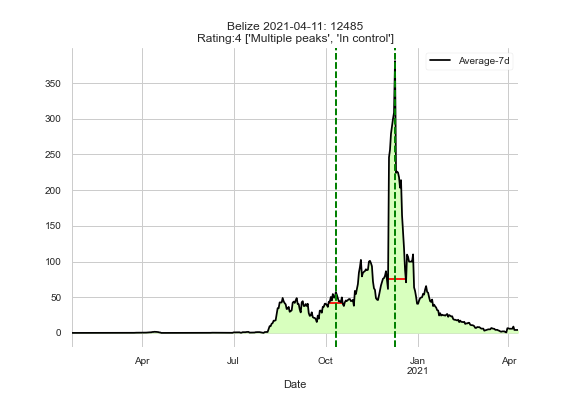 Belize 2021-04-11: 12485
Rating:4 ['Multiple peaks', 'In control']
Average-7d
350
300
250
200
150
100
50
0
Apr
Jul
Oct
Jan
2021
Apr
Date